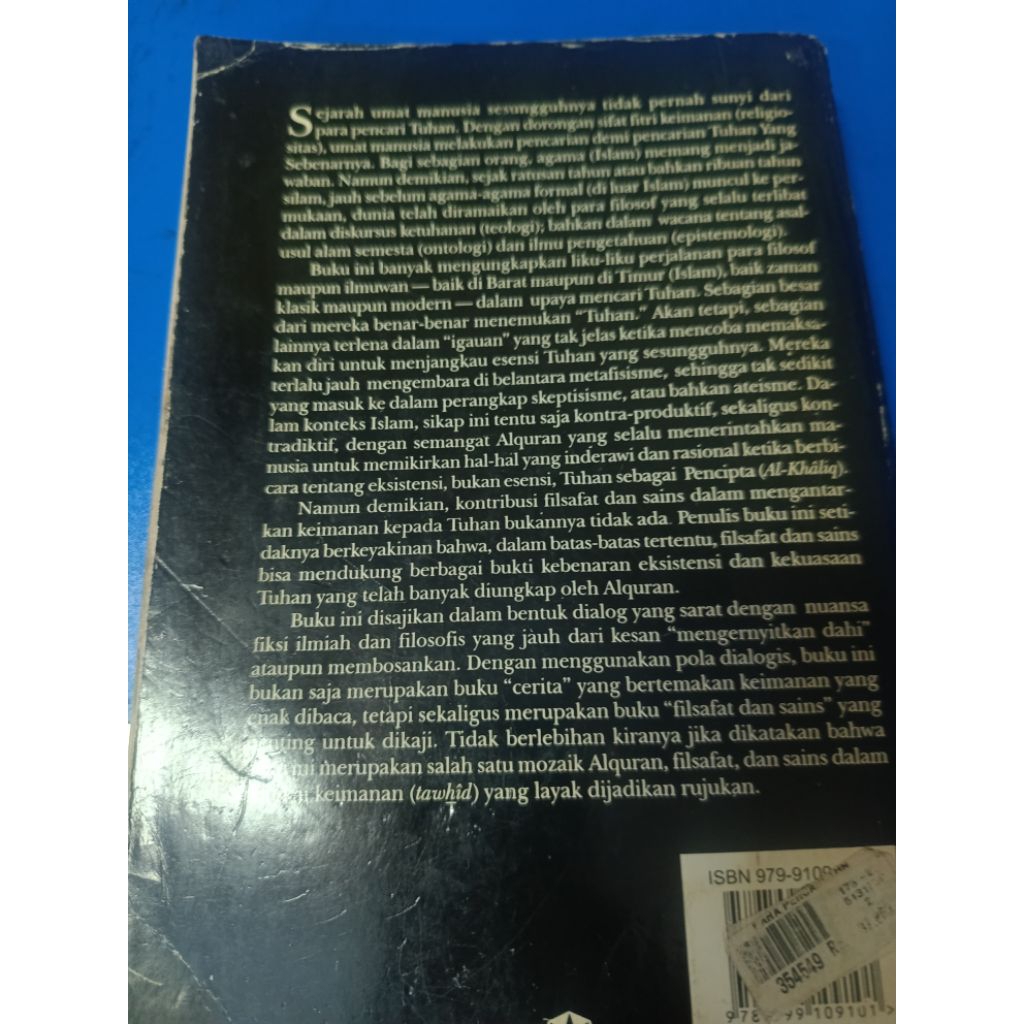 Sejarah umat manusia sesungguhnya tidak pernah sunyi dari
para pencari Tuhan. Dengan dorongan sifat fitri keimanan (religio-
sitas), umat manusia melakukan pencarian demi pencarian Tuhan Yang
Sebenarnya. Bagi sebagian orang, agama (Islam) memang menjadi ja-
waban. Namun demikian, sejak ratusan tahun atau bahkan ribuan tahun
silam, jauh sebelum agama-agama formal (di luar Islam) muncul ke per-
mukaan, dunia telah diramaikan oleh para filosof yang selalu terlibat
dalam diskursus ketuhanan (teologi); bahkan dalam wacana tentang asal-
usul alam semesta (ontologi) dan ilmu pengetahuan (epistemologi).
Buku ini banyak mengungkapkan liku-liku perjalanan para filosof
maupun ilmuwan — baik di Barat maupun di Timur (Islam), baik zaman
klasik maupun modern — dalam upaya mencari Tuhan. Sebagian besar
dari mereka benar-benar menemukan “Tuhan.” Akan tetapi, sebagian
lainnya terlena dalam “igauan” yang tak jelas ketika mencoba memaksa-
kan diri untuk menjangkau esensi Tuhan yang sesungguhnya. Mereka
terlalu jauh mengembara di belantara metafisisme, sehingga tak sedikit
yang masuk ke dalam perangkap skeptisisme, atau bahkan ateisme. Da-
lam konteks Islam, sikap ini tentu saja kontra-produktif, sekaligus kon-
tradiktif, dengan semangat Alquran yang selalu memerintahkan ma-
nusia untuk memikirkan hal-hal yang inderawi dan rasional ketika berbi-
cara tentang eksistensi, bukan esensi, Tuhan sebagai Pencipta (Al-Khâliq).
Namun demikian, kontribusi filsafat dan sains dalam mengantar-
kan keimanan kepada Tuhan bukannya tidak ada. Penulis buku ini seti-
daknya berkeyakinan bahwa, dalam batas-batas tertentu, filsafat dan sains
bisa mendukung berbagai bukti kebenaran eksistensi dan kekuasaan
Tuhan yang telah banyak diungkap oleh Alquran.
Buku ini disajikan dalam bentuk dialog yang sarat dengan nuansa
fiksi ilmiah dan filosofis yang jauh dari kesan “mengernyitkan dahi”
ataupun membosankan. Dengan menggunakan pola dialogis, buku ini
bukan saja merupakan buku “cerita” yang bertemakan keimanan yang
enak dibaca, tetapi sekaligus merupakan buku “filsafat dan sains” yang
penting untuk dikaji. Tidak berlebihan kiranya jika dikatakan bahwa
merupakan salah satu mozaik Alquran, filsafat, dan sains dalam
keimanan (tawḥîd) yang layak dijadikan rujukan.
ISBN 979-910
354549